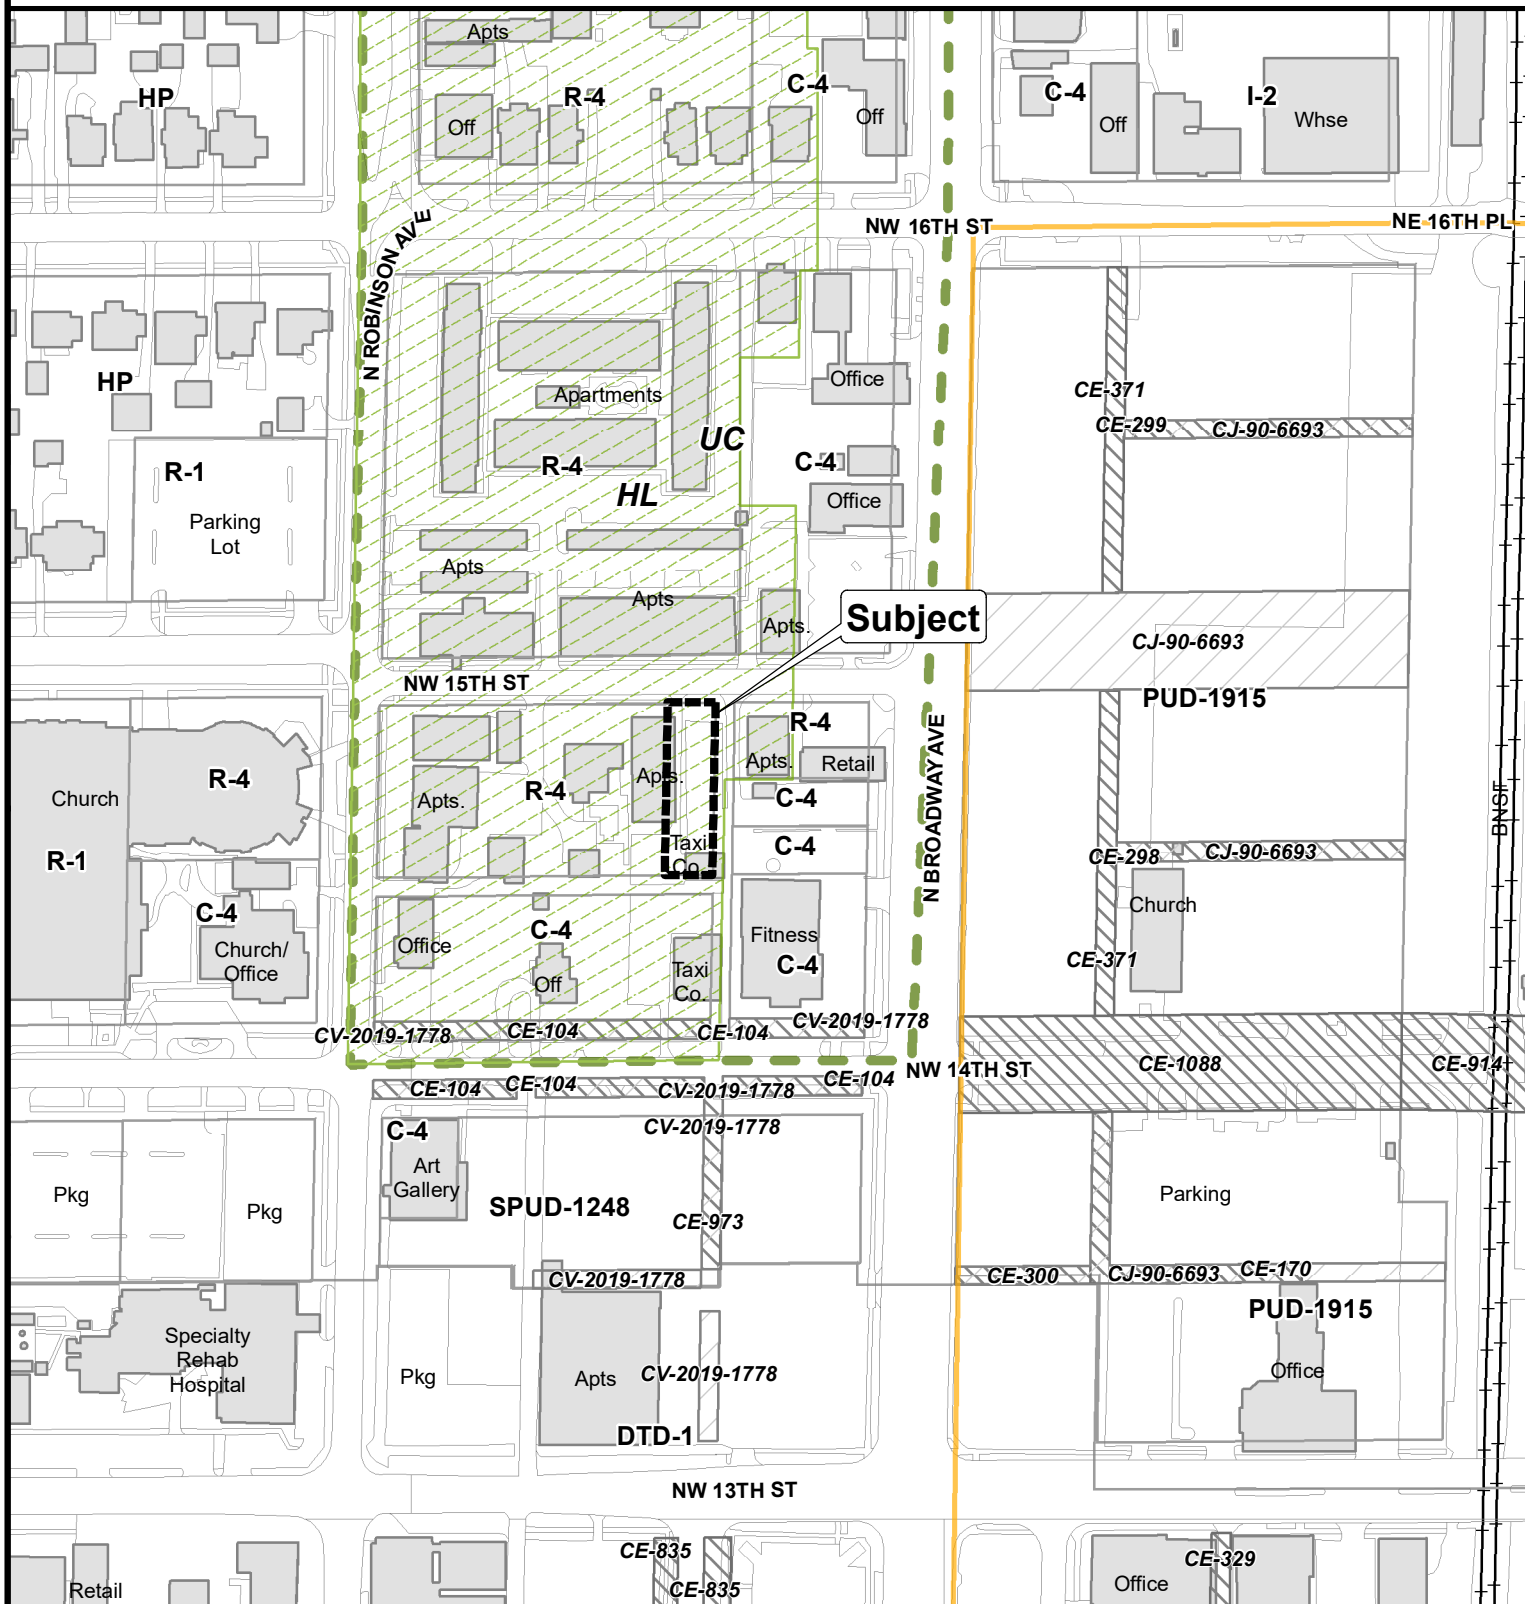 Apts
HP
R-4
C-4
C-4
I-2
Off
Off
Off
Whse
N ROBINSON AVE
NW 16TH ST
NE 16TH PL
HP
Apartments
Office
CE-371
CE-299
CJ-90-6693
UC
R-4
HL
C-4
Office
R-1
Parking
Lot
Apts
Apts
Apts.
Subject
CJ-90-6693
PUD-1915
NW 15TH ST
Church
R-4
R-1
Apts.
R-4
Apts.
R-4
Apts.
Retail
C-4
Taxi
Co.
C-4
N BROADWAY AVE
BNSF
CE-298
CJ-90-6693
Church
CE-371
C-4
Church/
Office
Office
C-4
Off
Taxi
Co.
Fitness
C-4
CV-2019-1778
CE-104
CE-104
CV-2019-1778
NW 14TH ST
CE-1088
CE-914
CE-104
CE-104
CV-2019-1778
CE-104
C-4
CV-2019-1778
Art
Gallery
Pkg
Pkg
SPUD-1248
CE-973
Parking
CV-2019-1778
CE-300
CJ-90-6693
CE-170
PUD-1915
Specialty
Rehab
Hospital
Pkg
Apts
CV-2019-1778
Office
DTD-1
NW 13TH ST
Retail
CE-835
CE-835
CE-329
Office